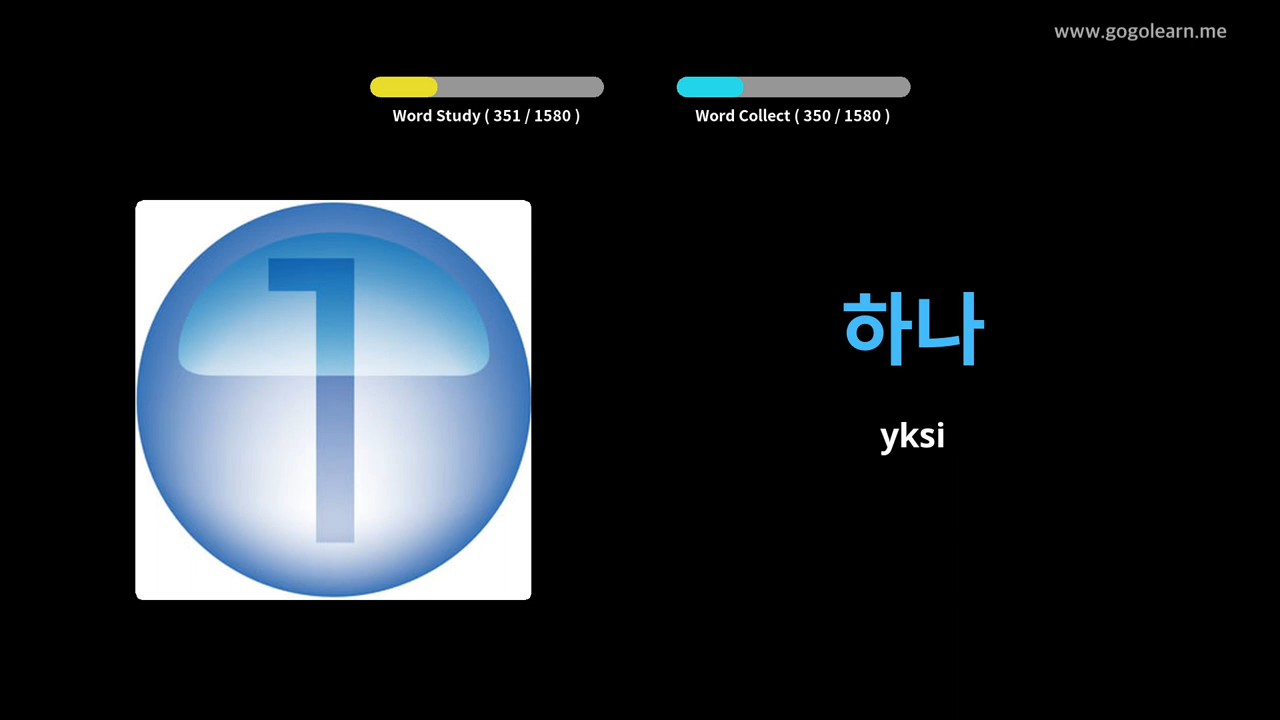 www.gogolearn.me
Word Study ( 351 / 1580 )
Word Collect ( 350 / 1580 )
1
하나
yksi